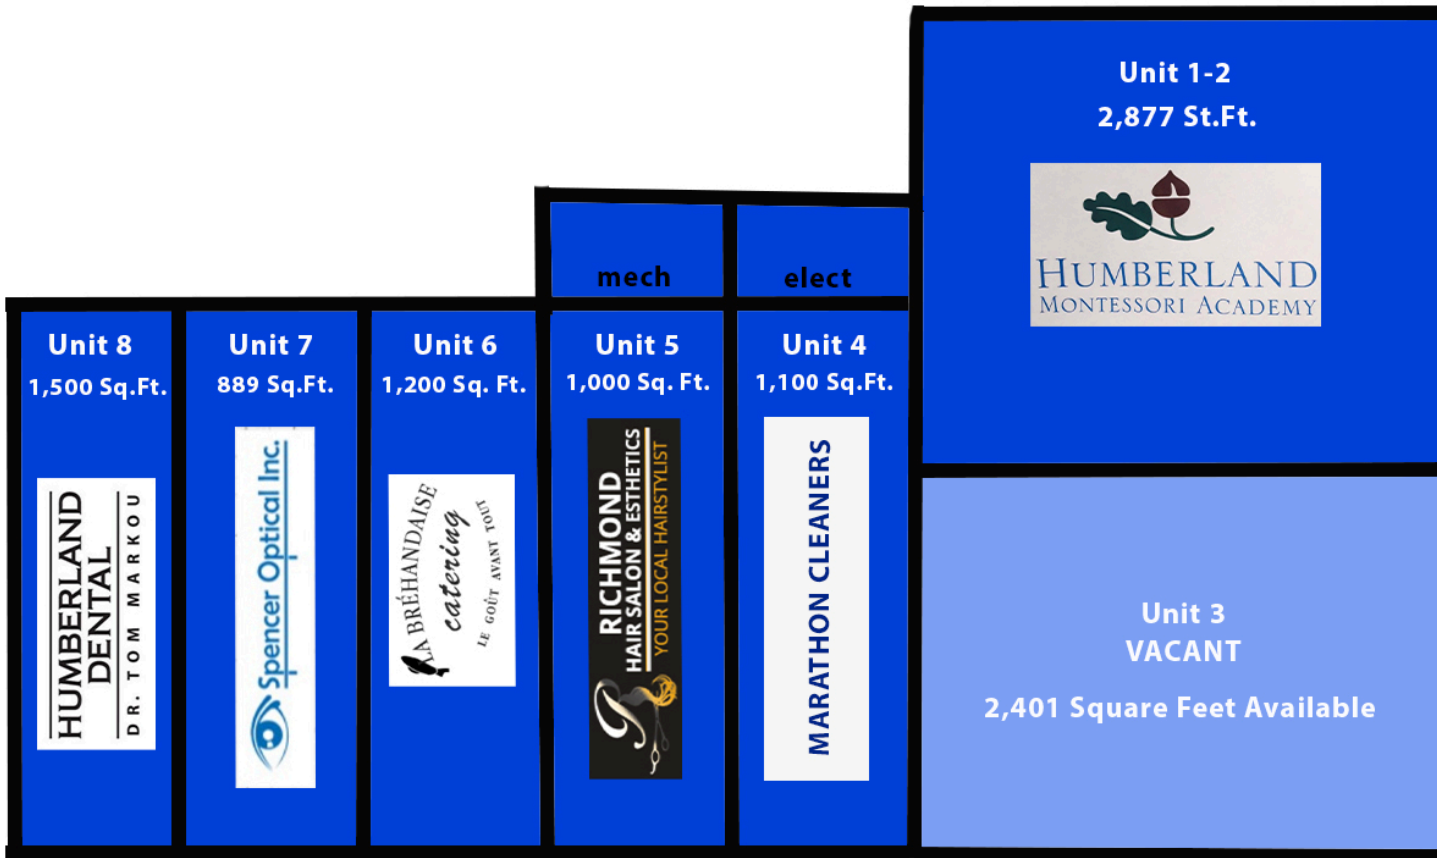 Unit 1-2
2,877 St.Ft.
HUMBERLAND
MONTESSORI ACADEMY
mech
elect
Unit 8
1,500 Sq.Ft.
HUMBERLAND
DENTAL
DR. TOM MARKOU
Unit 7
889 Sq.Ft.
Spencer Optical Inc.
Unit 6
1,200 Sq. Ft.
LA BRÉHANDAISE
catering
LE GOÛT AVANT TOUT
Unit 5
1,000 Sq. Ft.
RICHMOND
HAIR SALON & ESTHETICS
YOUR LOCAL HAIRSTYLIST
Unit 4
1,100 Sq. Ft.
MARATHON CLEANERS
Unit 3
VACANT
2,401 Square Feet Available